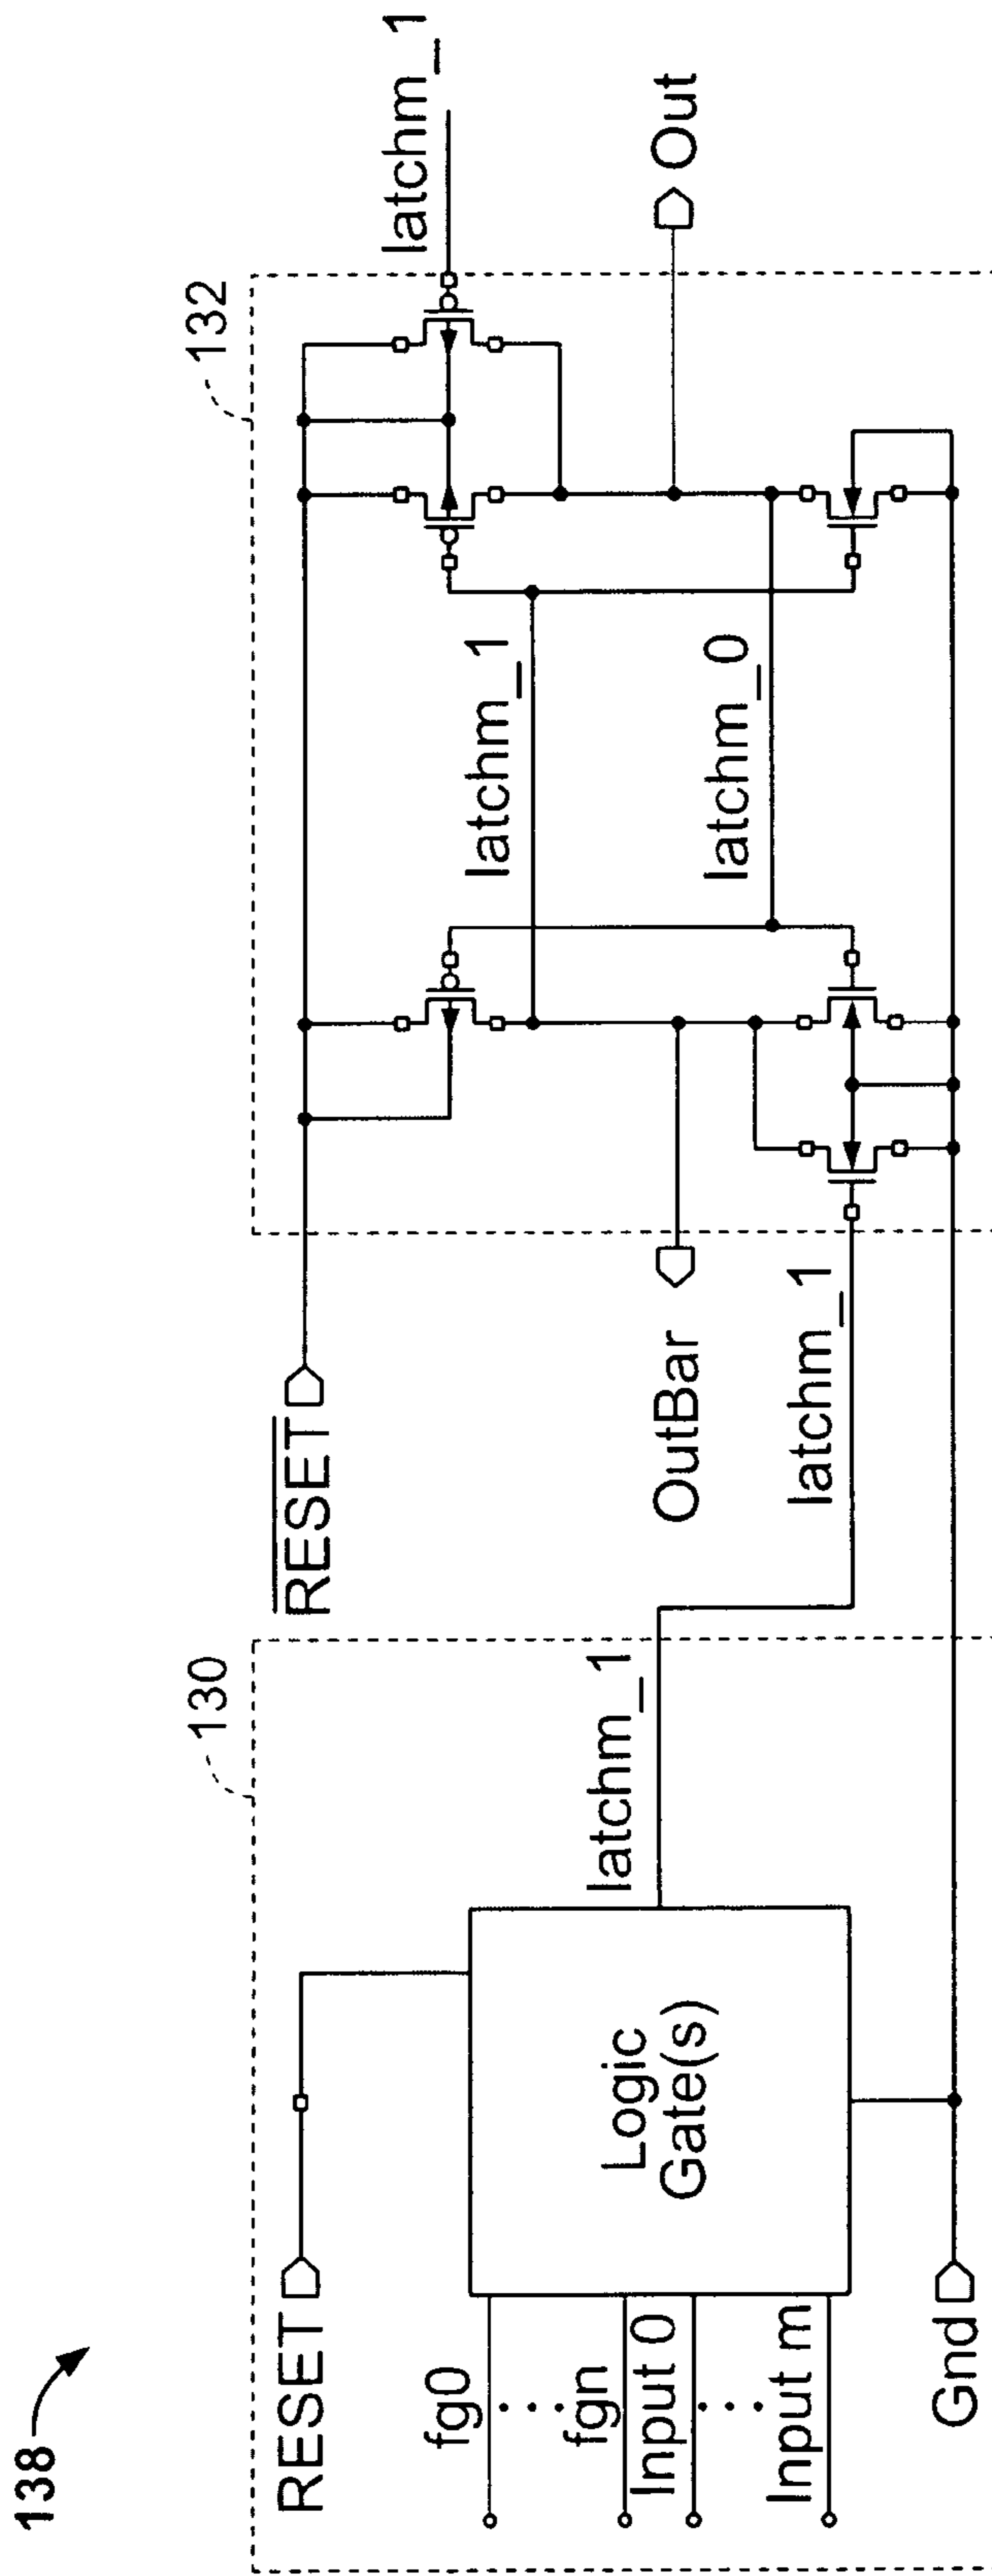 138
130
132
RESET
RESET
latchm_1
fg0
fgn
Input 0
Input m
Logic
Gate(s)
latchm_1
latchm_1
OutBar
latchm_1
latchm_0
Out
Gnd